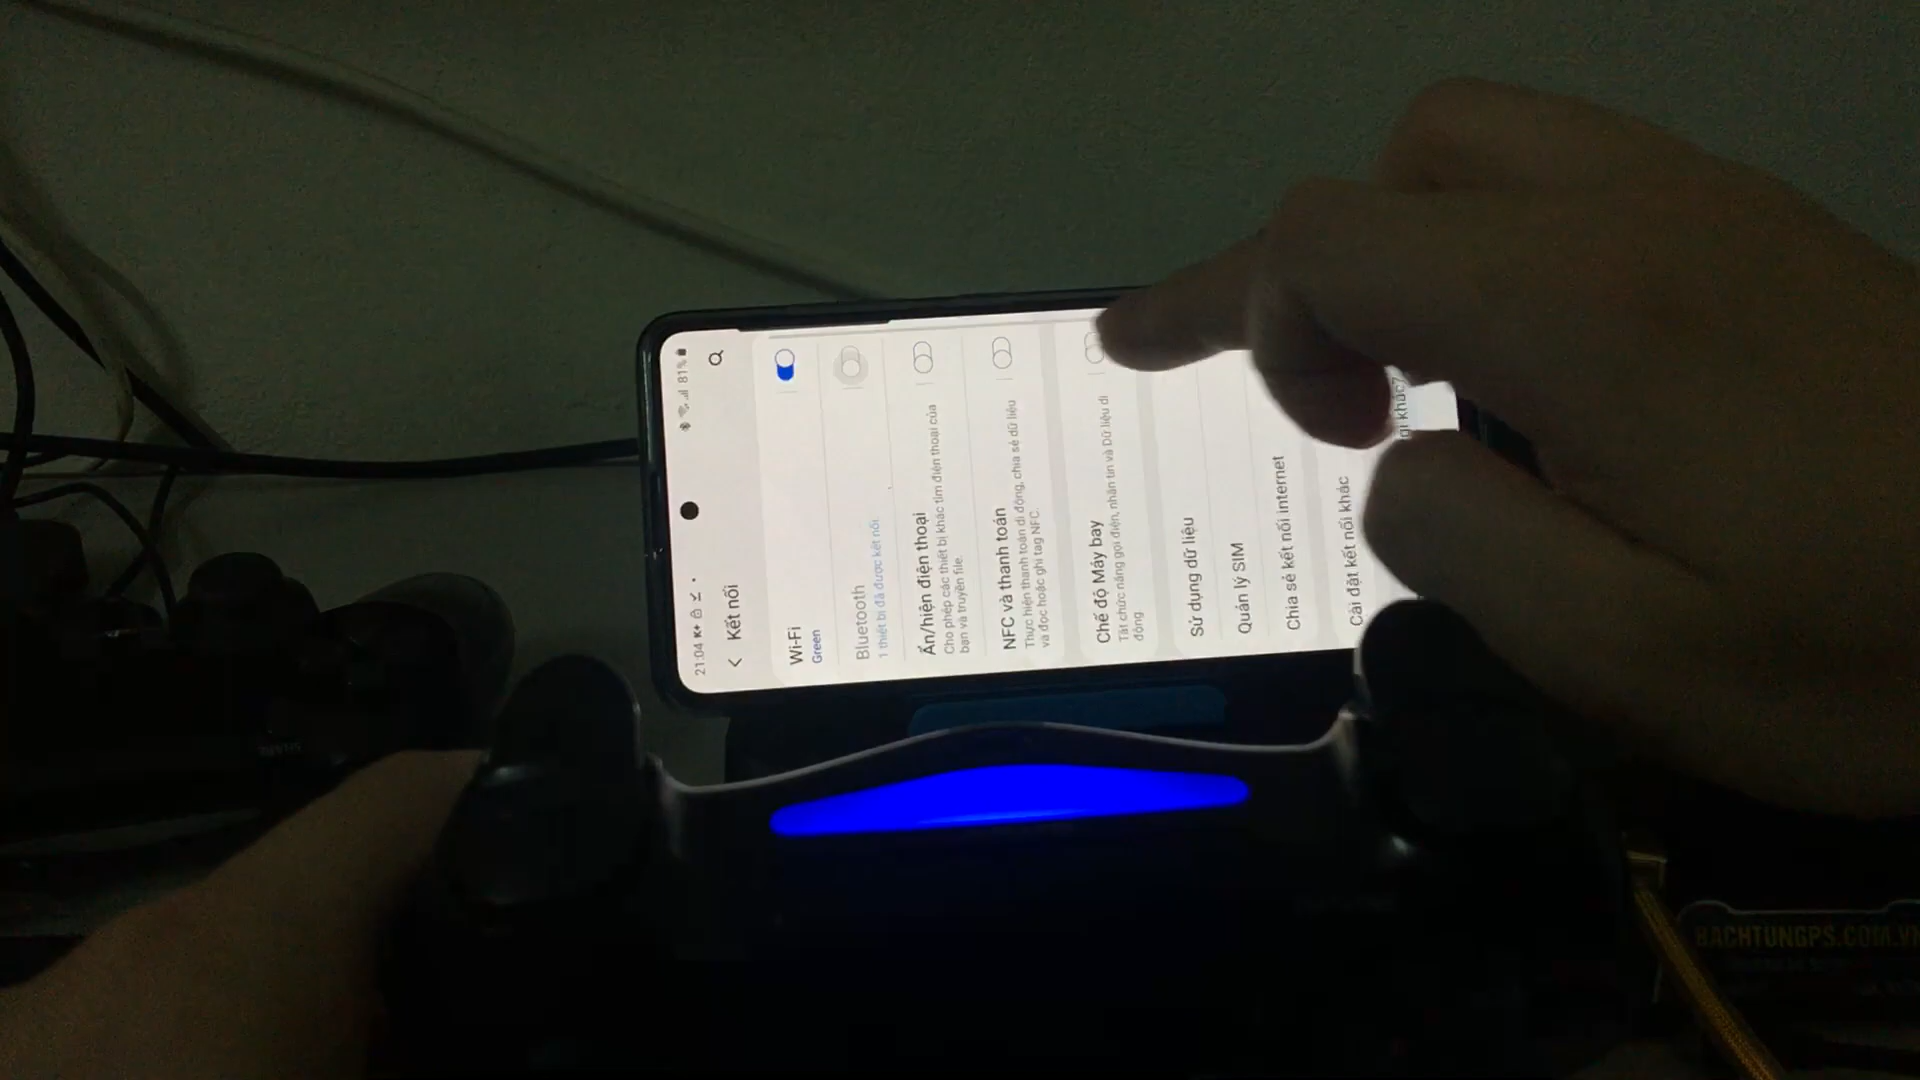 21:04 K+
81%
Kết nối
Wi-Fi
Green
Bluetooth
1 thiết bị đã được kết nối
Ẩn/hiện điện thoại
Cho phép các thiết bị khác tìm điện thoại của
bạn và truyền file.
NFC và thanh toán
Thực hiện thanh toán di động, chia sẻ dữ liệu
và đọc hoặc ghi tag NFC.
Chế độ Máy bay
Tắt chức năng gọi điện, nhắn tin và Dữ liệu di
động
Sử dụng dữ liệu
Quản lý SIM
Chia sẻ kết nối internet
Cài đặt kết nối khác
khác?
SHARE
BACHTUNGPS.COM.VN